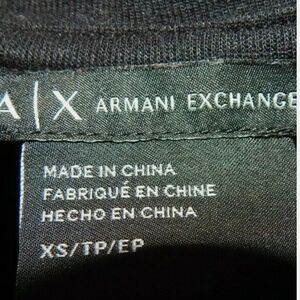 A|X ARMANI EXCHANGE
MADE IN CHINA
FABRIQUÉ EN CHINE
HECHO EN CHINA
XS/TP/EP